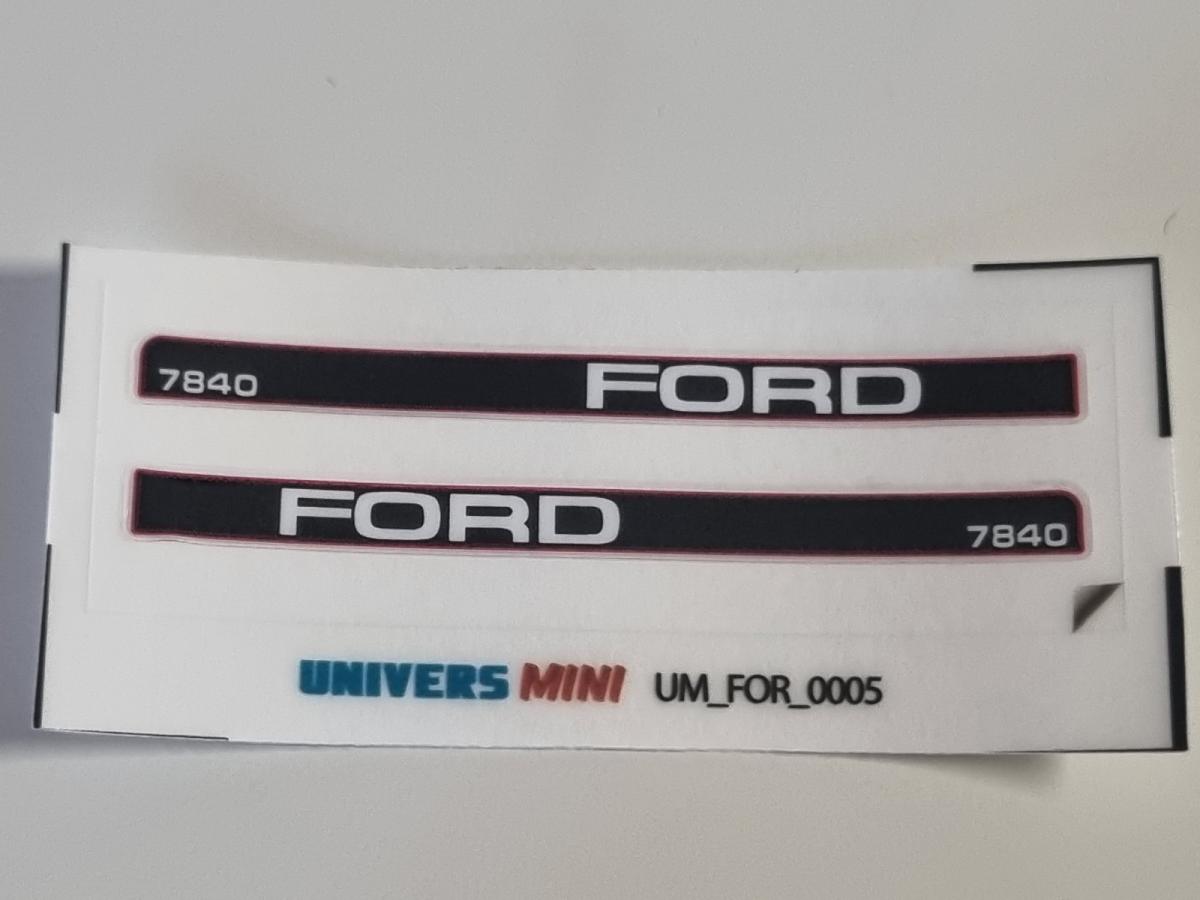 7840 FORD
FORD 7840
UNIVERS MINI UM_FOR_0005